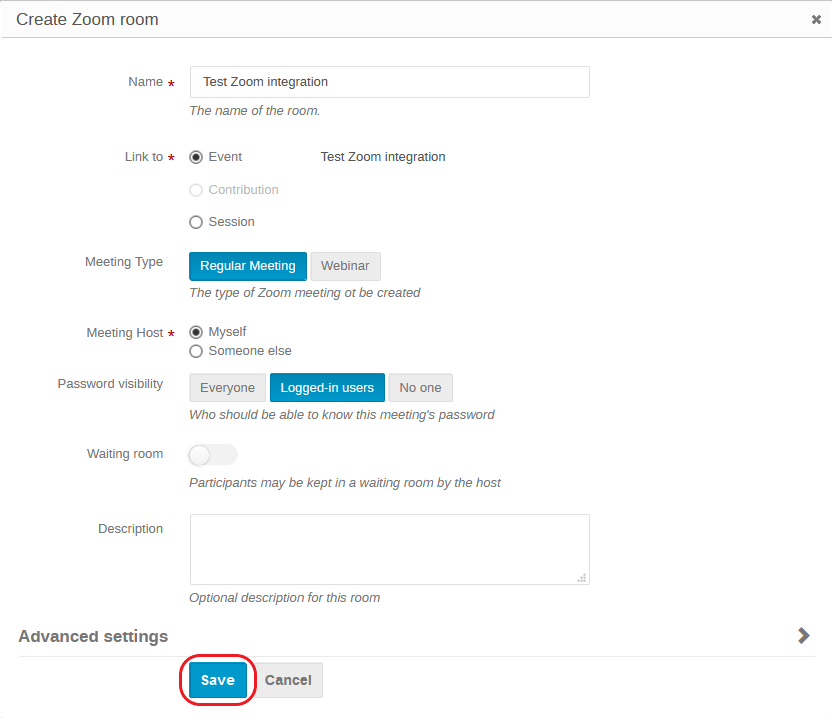 Create Zoom room ✖
Name * Test Zoom integration
The name of the room.
Link to * Event Test Zoom integration
Contribution
Session
Meeting Type Regular Meeting Webinar
The type of Zoom meeting ot be created
Meeting Host * Myself
Someone else
Password visibility Everyone Logged-in users No one
Who should be able to know this meeting's password
Waiting room
Participants may be kept in a waiting room by the host
Description
Optional description for this room
Advanced settings
Save Cancel